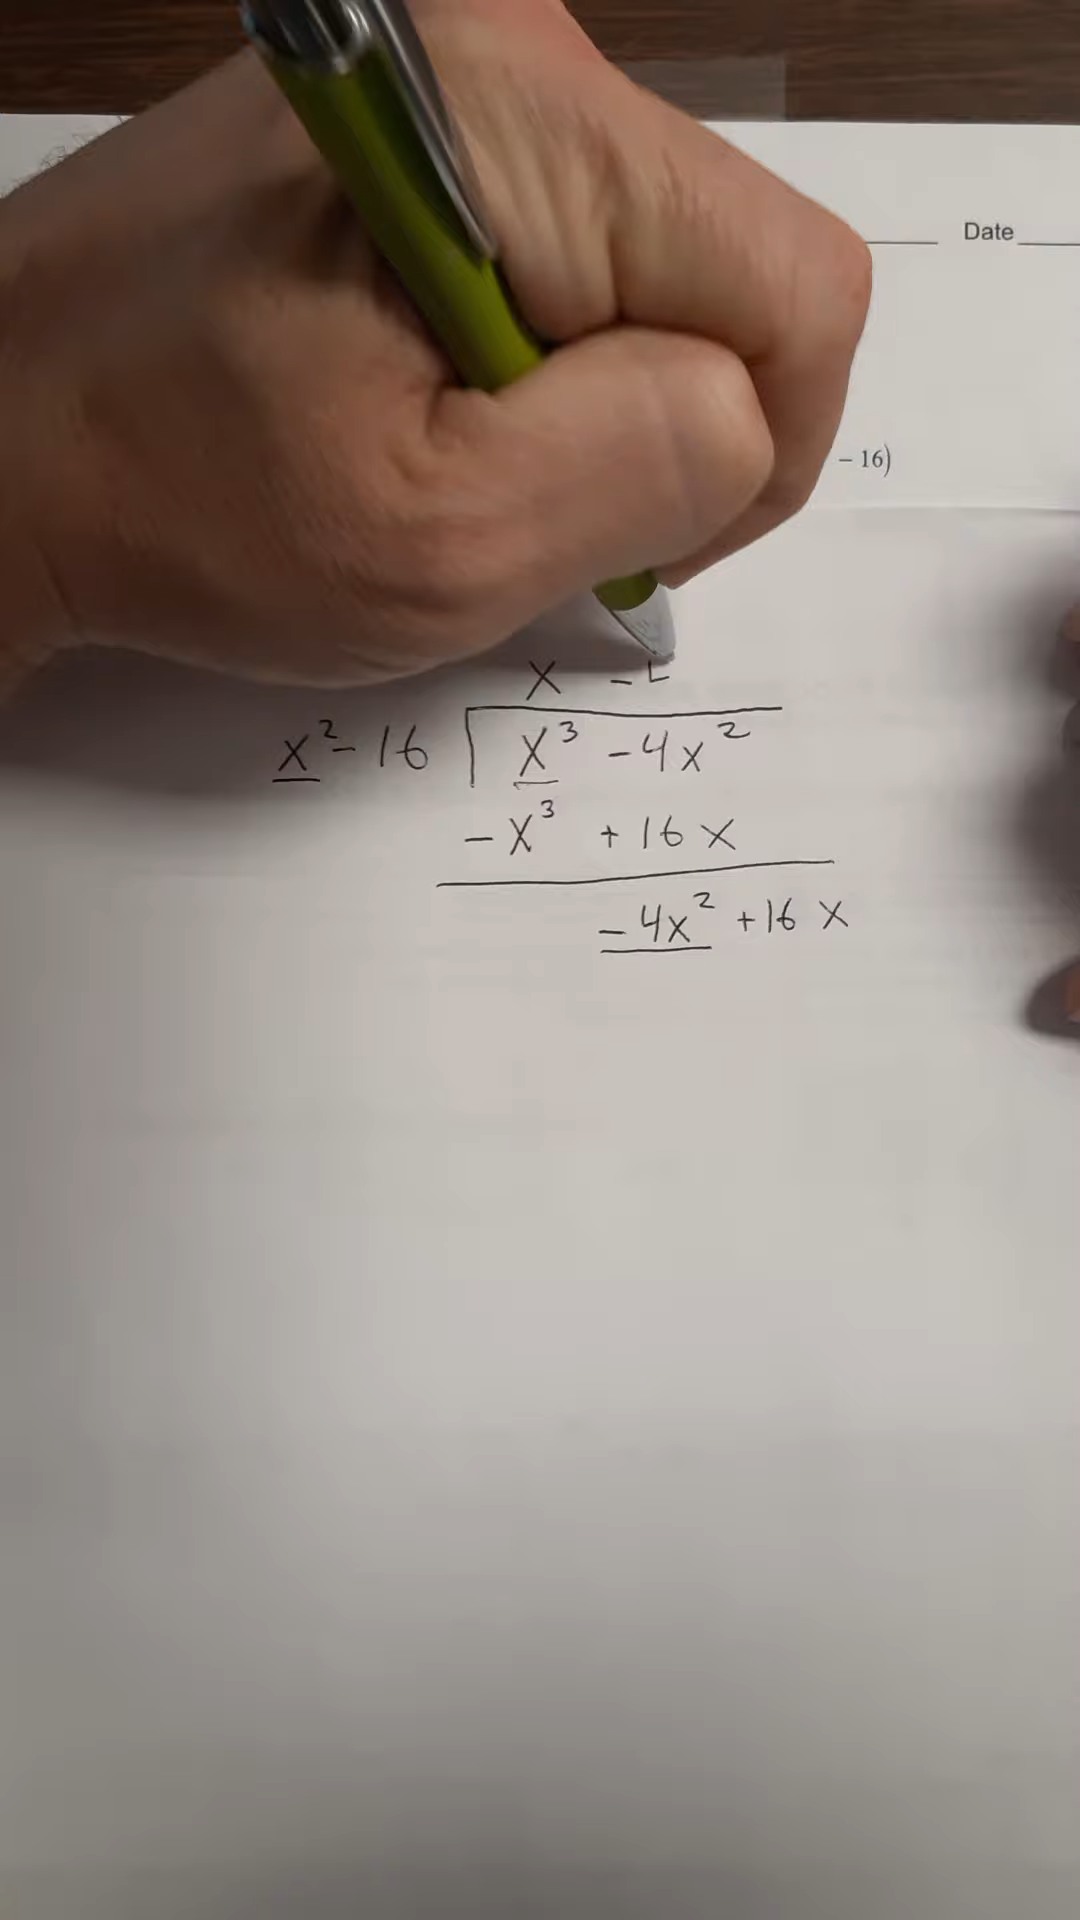 Date
– 16)
x -
x² - 16 x³ - 4x²
- x³ + 16x
- 4x² + 16x